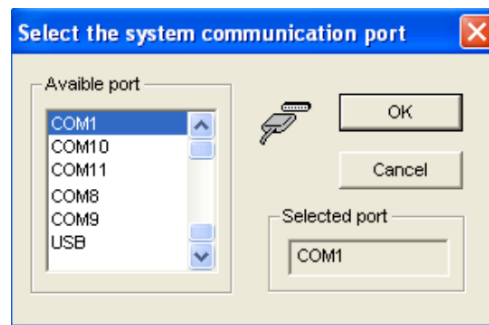 Select the system communication port
Avaible port
COM1
COM10
COM11
COM8
COM9
USB
OK
Cancel
Selected port
COM1